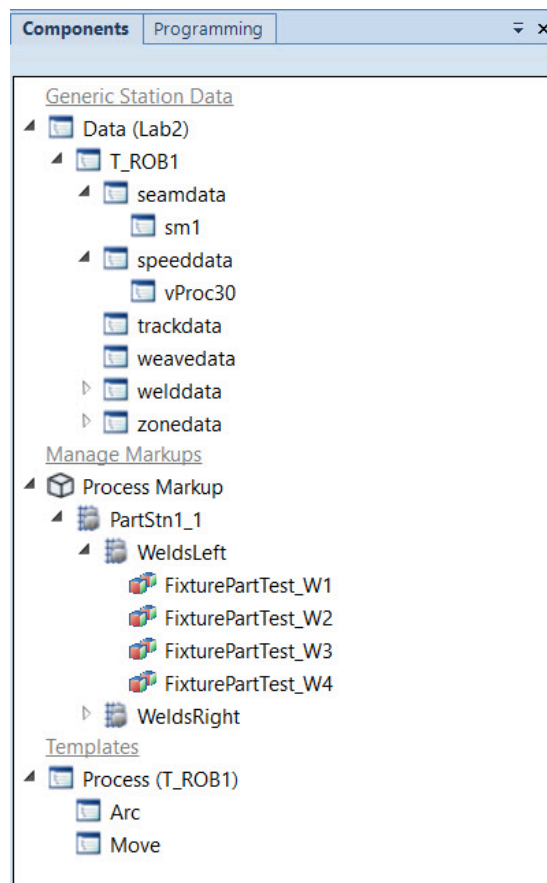 Components Programming
Generic Station Data
Data (Lab2)
T_ROB1
seamdata
sm1
speeddata
vProc30
trackdata
weavedata
welddata
zonedata
Manage Markups
Process Markup
PartStn1_1
WeldsLeft
FixturePartTest_W1
FixturePartTest_W2
FixturePartTest_W3
FixturePartTest_W4
WeldsRight
Templates
Process (T_ROB1)
Arc
Move